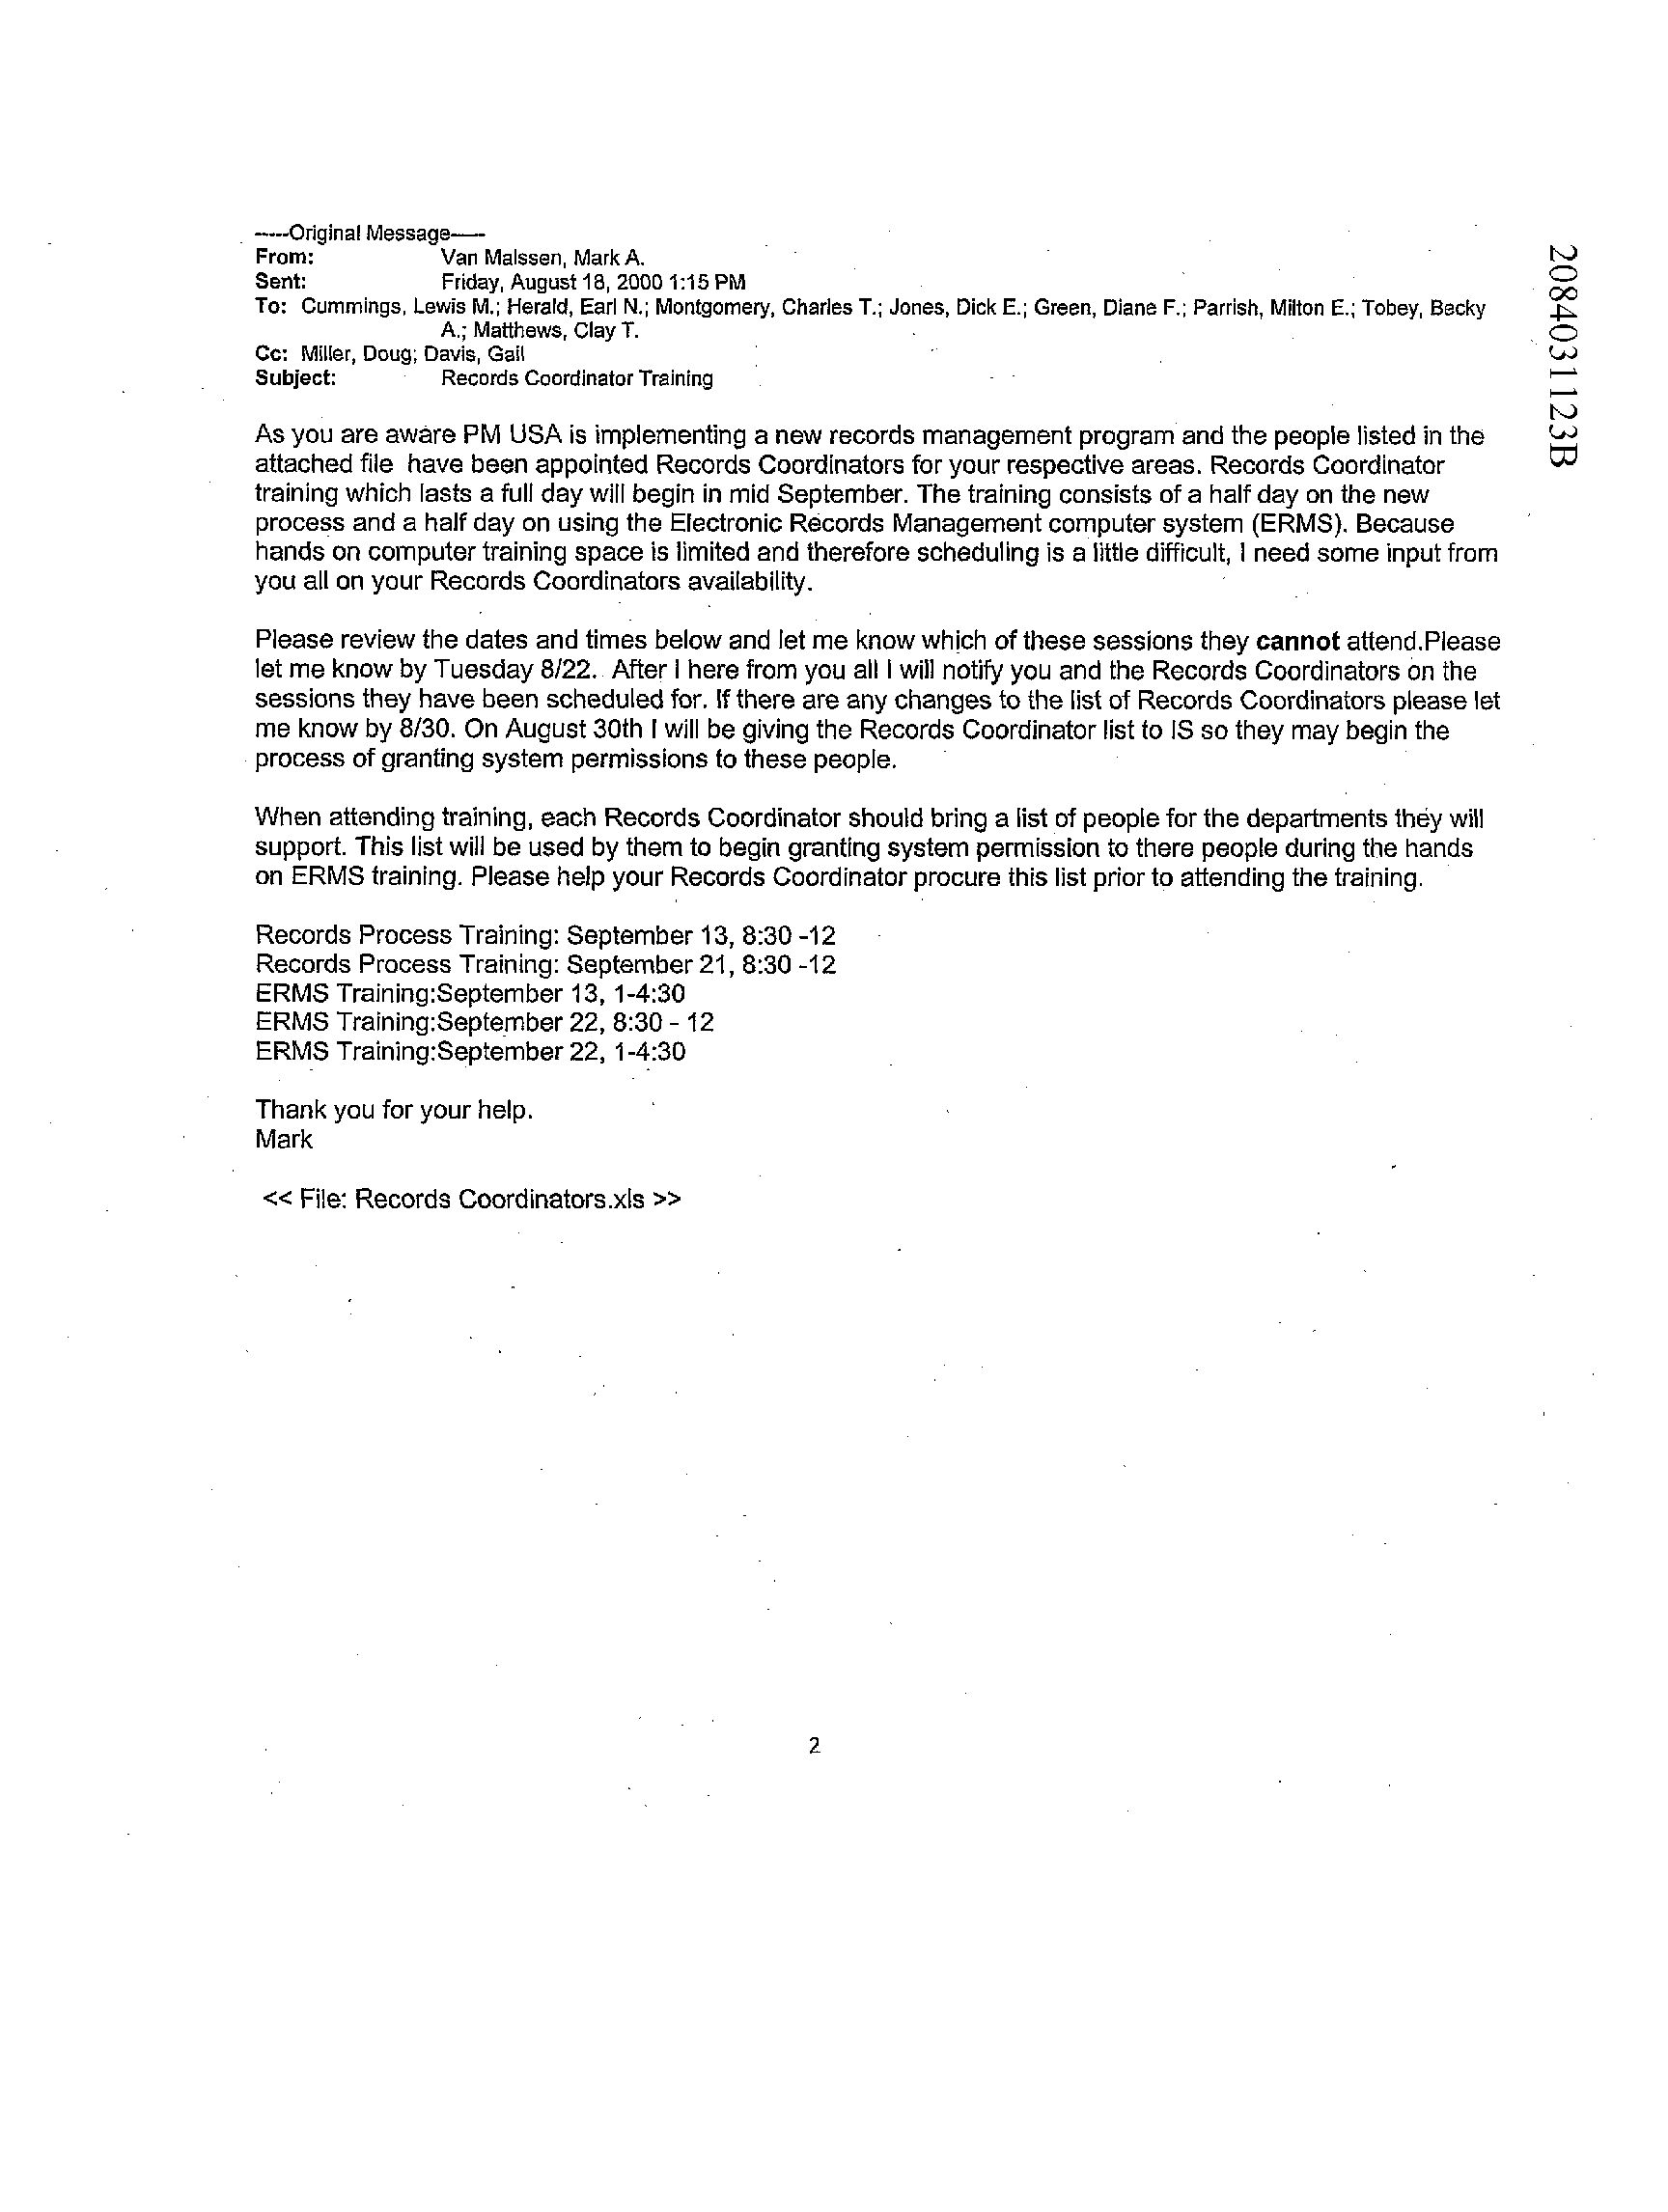 -----Original Message-----
From: Van Malssen, Mark A.
Sent: Friday, August 18, 2000 1:15 PM
To: Cummings, Lewis M.; Herald, Earl N.; Montgomery, Charles T.; Jones, Dick E.; Green, Diane F.; Parrish, Milton E.; Tobey, Becky
A.; Matthews, Clay T.
Cc: Miller, Doug; Davis, Gail
Subject: Records Coordinator Training
As you are aware PM USA is implementing a new records management program and the people listed in the
attached file have been appointed Records Coordinators for your respective areas. Records Coordinator
training which lasts a full day will begin in mid September. The training consists of a half day on the new
process and a half day on using the Electronic Records Management computer system (ERMS). Because
hands on computer training space is limited and therefore scheduling is a little difficult, I need some input from
you all on your Records Coordinators availability.
Please review the dates and times below and let me know which of these sessions they cannot attend.Please
let me know by Tuesday 8/22. After I here from you all I will notify you and the Records Coordinators on the
sessions they have been scheduled for. If there are any changes to the list of Records Coordinators please let
me know by 8/30. On August 30th I will be giving the Records Coordinator list to IS so they may begin the
process of granting system permissions to these people.
When attending training, each Records Coordinator should bring a list of people for the departments they will
support. This list will be used by them to begin granting system permission to there people during the hands
on ERMS training. Please help your Records Coordinator procure this list prior to attending the training.
Records Process Training: September 13, 8:30 -12
Records Process Training: September 21, 8:30 -12
ERMS Training:September 13, 1-4:30
ERMS Training:September 22, 8:30 - 12
ERMS Training:September 22, 1-4:30
Thank you for your help.
Mark
<< File: Records Coordinators.xls >>
2
2084031123B